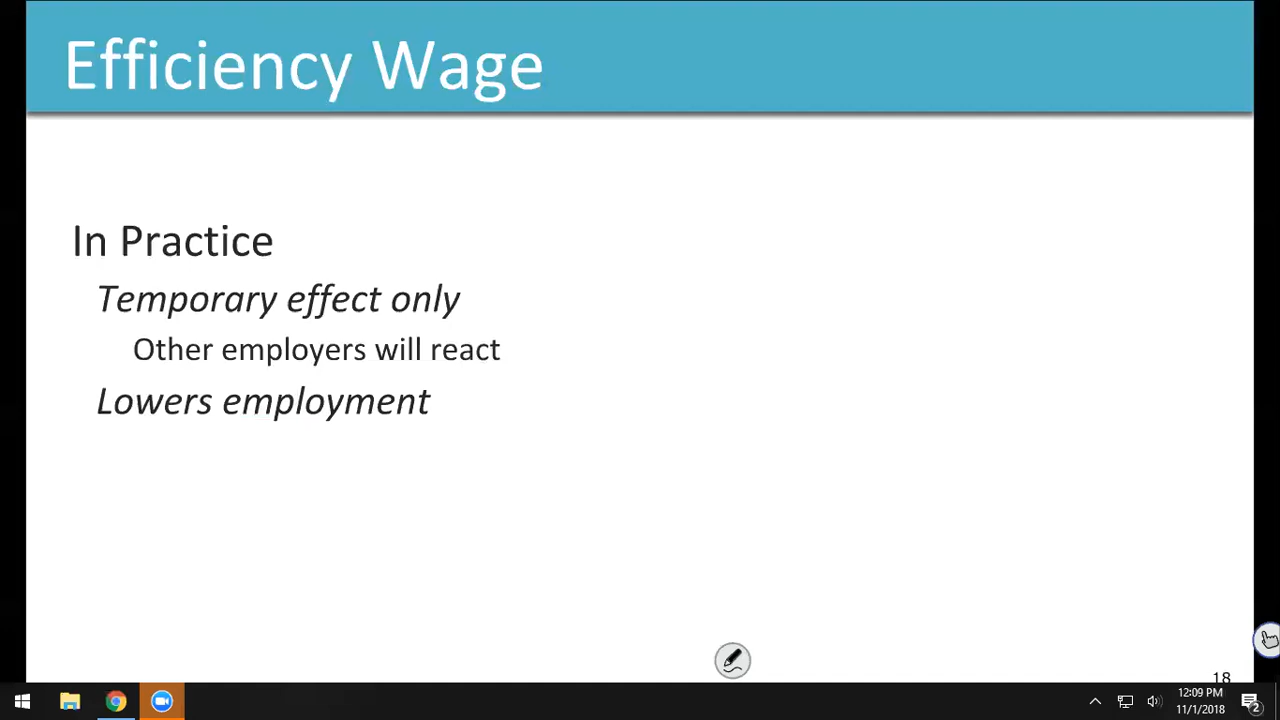 Efficiency Wage
In Practice
Temporary effect only
Other employers will react
Lowers employment
18
12:09 PM
11/1/2018
2